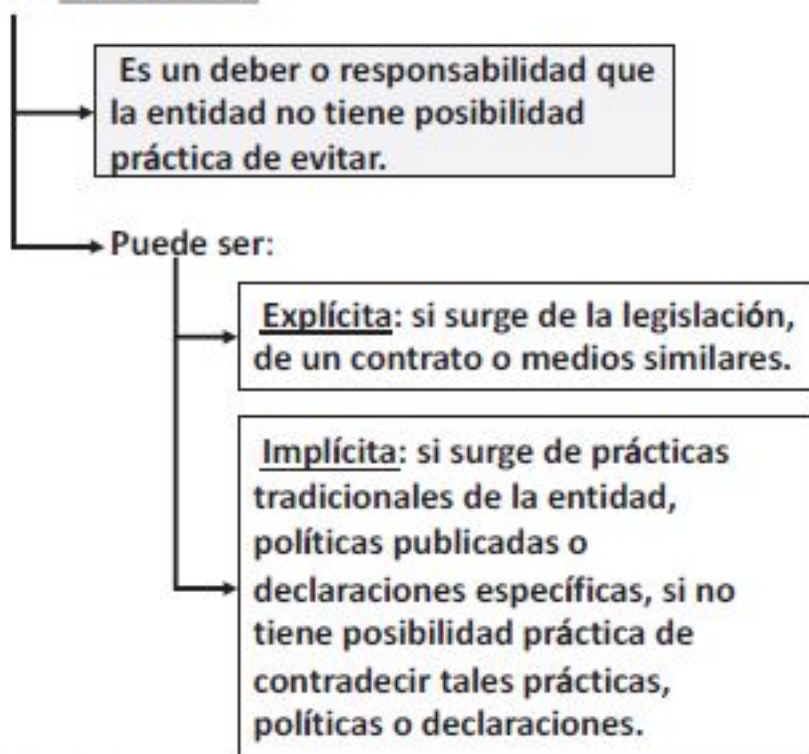 Es un deber o responsabilidad que
la entidad no tiene posibilidad
práctica de evitar.
Puede ser:
Explícita: si surge de la legislación,
de un contrato o medios similares.
Implícita: si surge de prácticas
tradicionales de la entidad,
políticas publicadas o
declaraciones específicas, si no
tiene posibilidad práctica de
contradecir tales prácticas,
políticas o declaraciones.